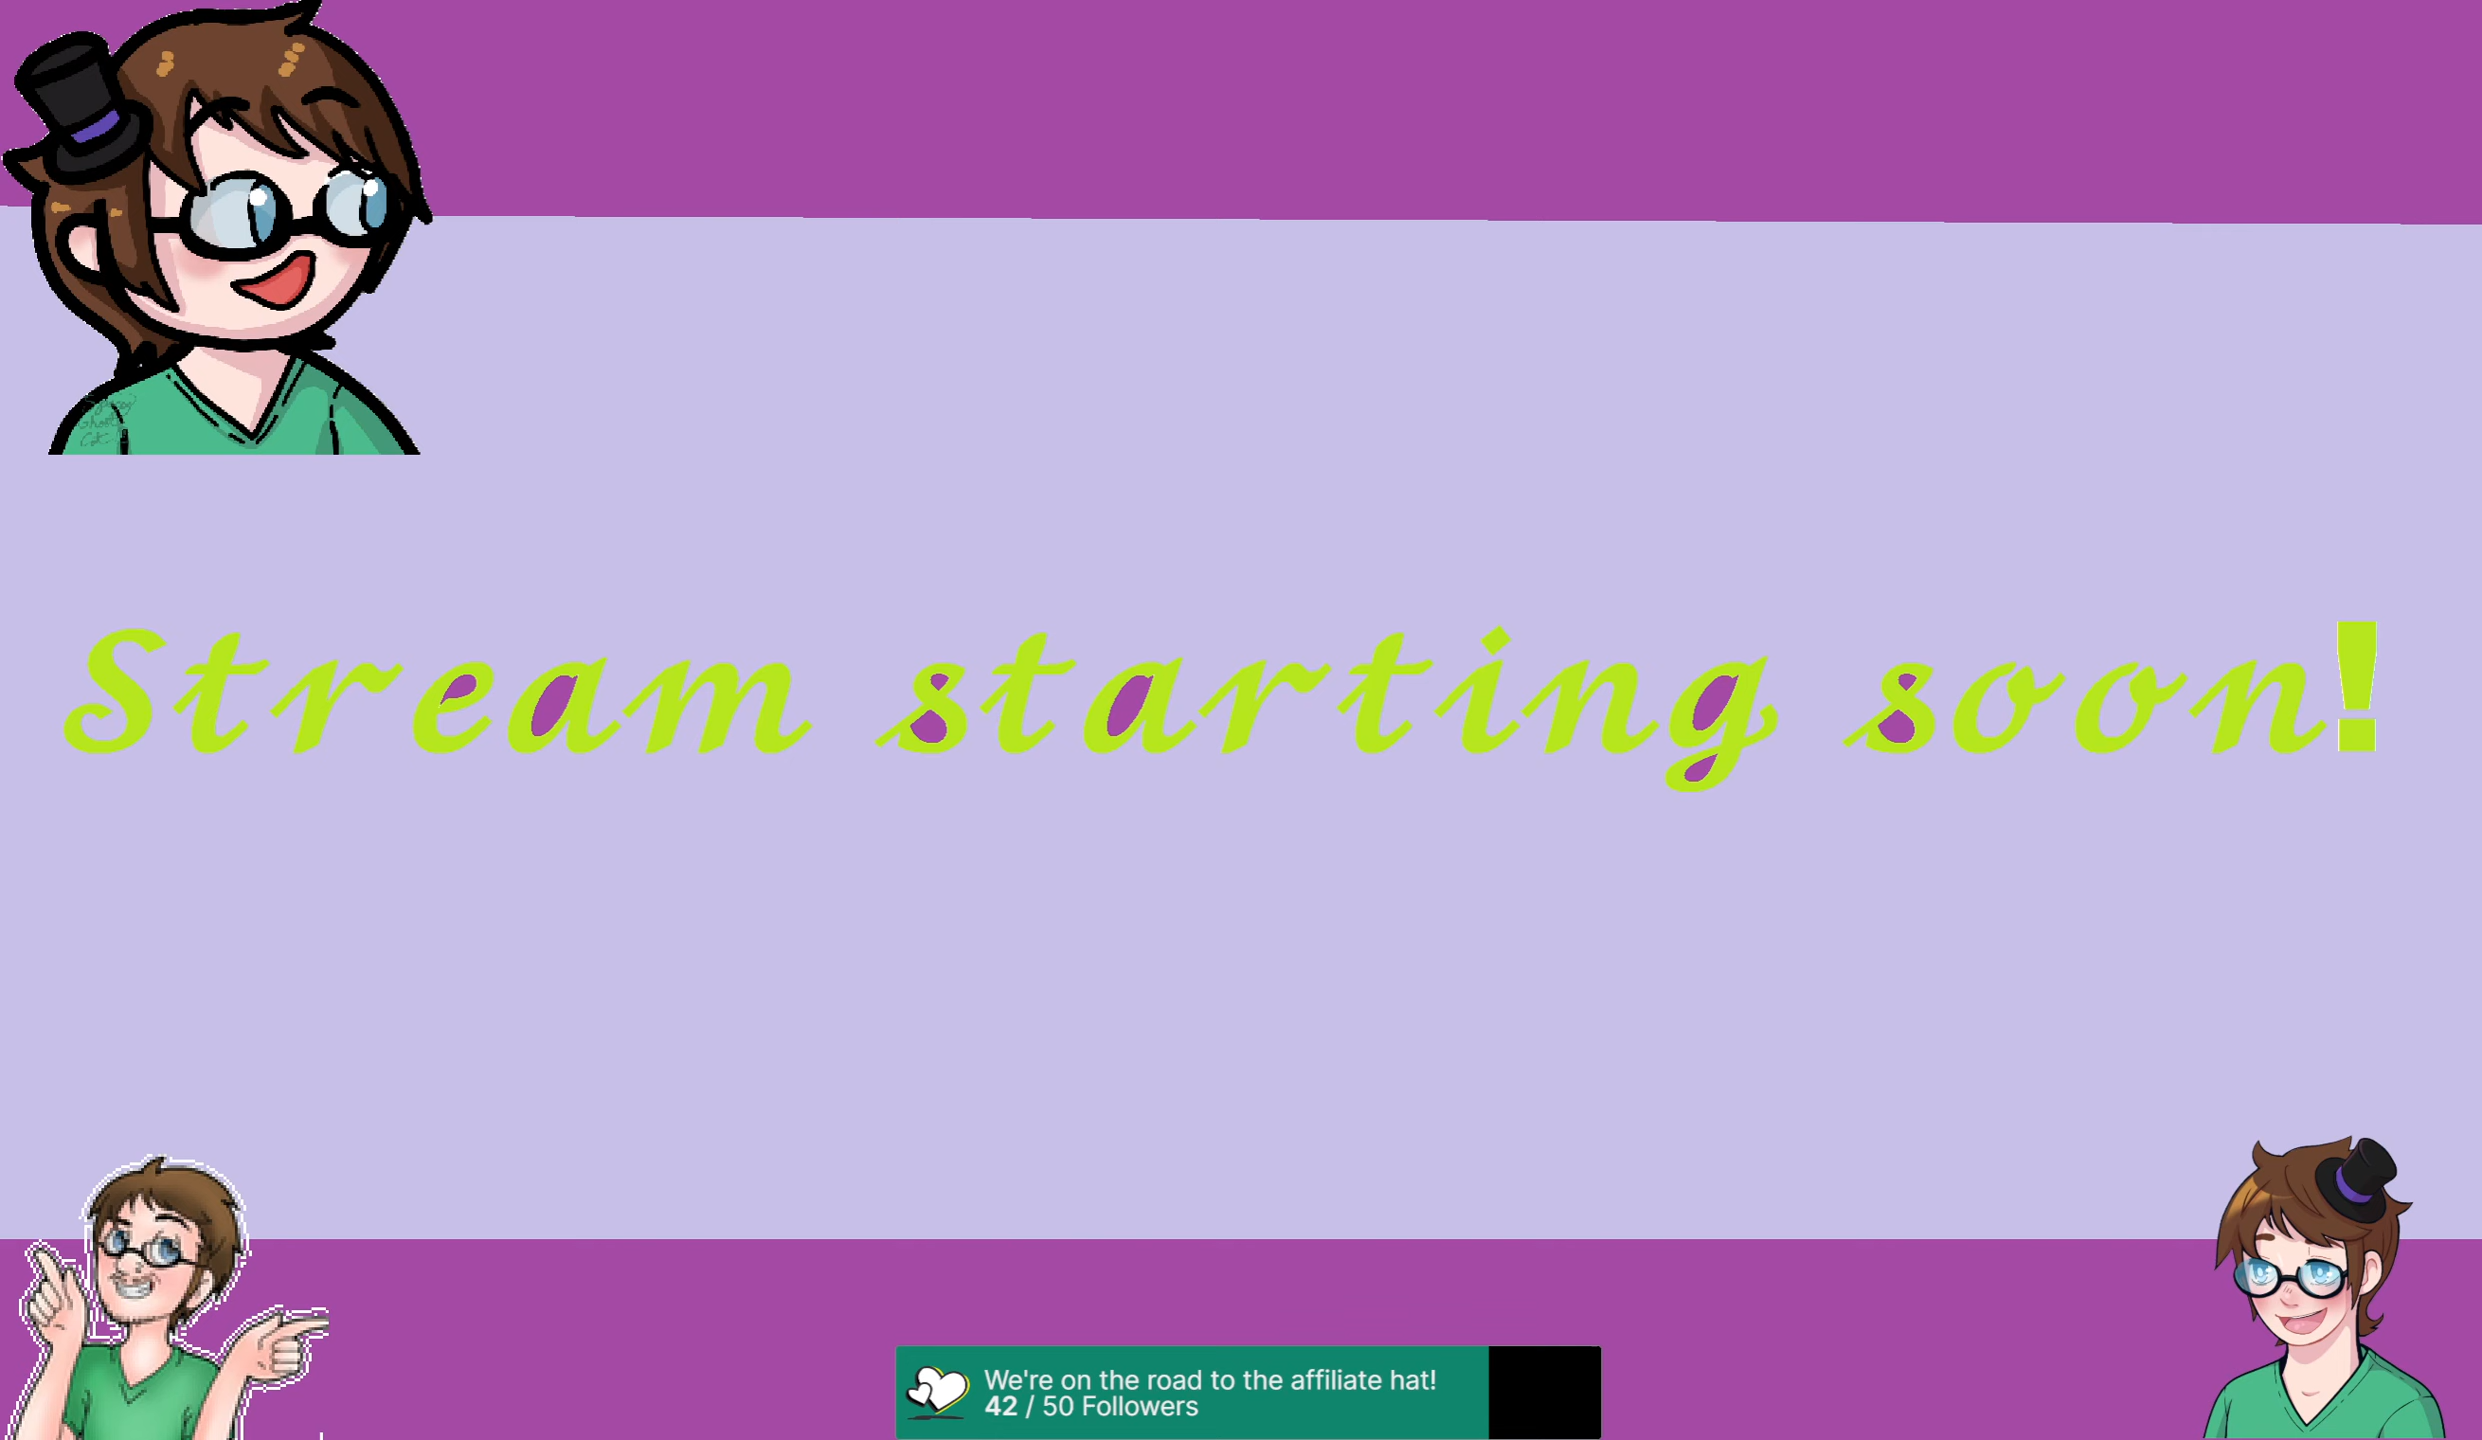 Stream starting soon!
We're on the road to the affiliate hat!
42 / 50 Followers